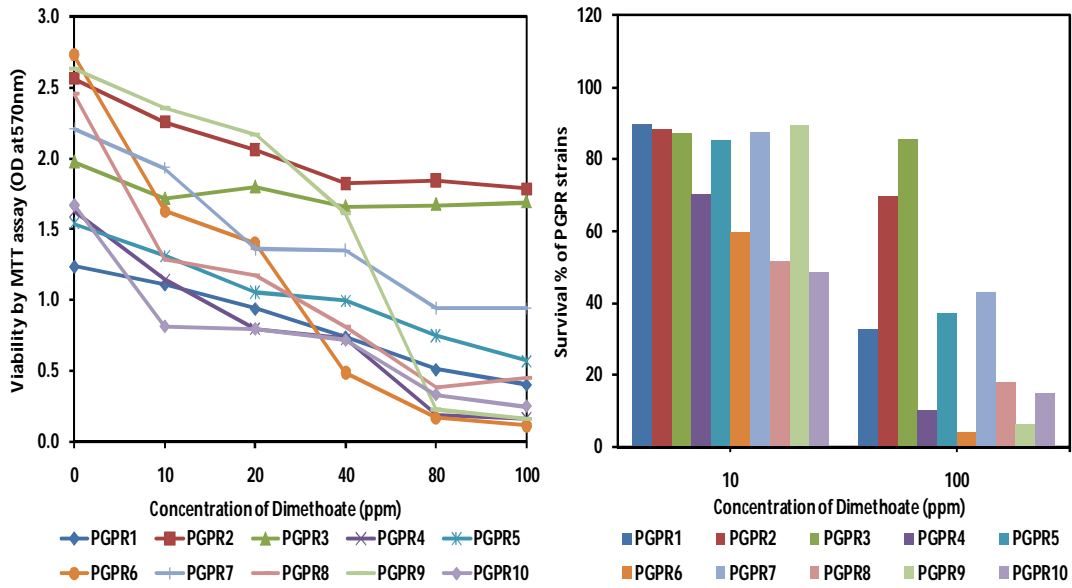 Viability by MTT assay (OD at570nm)
3.0
2.5
2.0
1.5
1.0
0.5
0.0
0 10 20 40 80 100
Concentration of Dimethoate (ppm)
PGPR1 PGPR2 PGPR3 PGPR4 PGPR5
PGPR6 PGPR7 PGPR8 PGPR9 PGPR10
Survival % of PGPR strains
120
100
80
60
40
20
0
10 100
Concentration of Dimethoate (ppm)
PGPR1 PGPR2 PGPR3 PGPR4 PGPR5
PGPR6 PGPR7 PGPR8 PGPR9 PGPR10